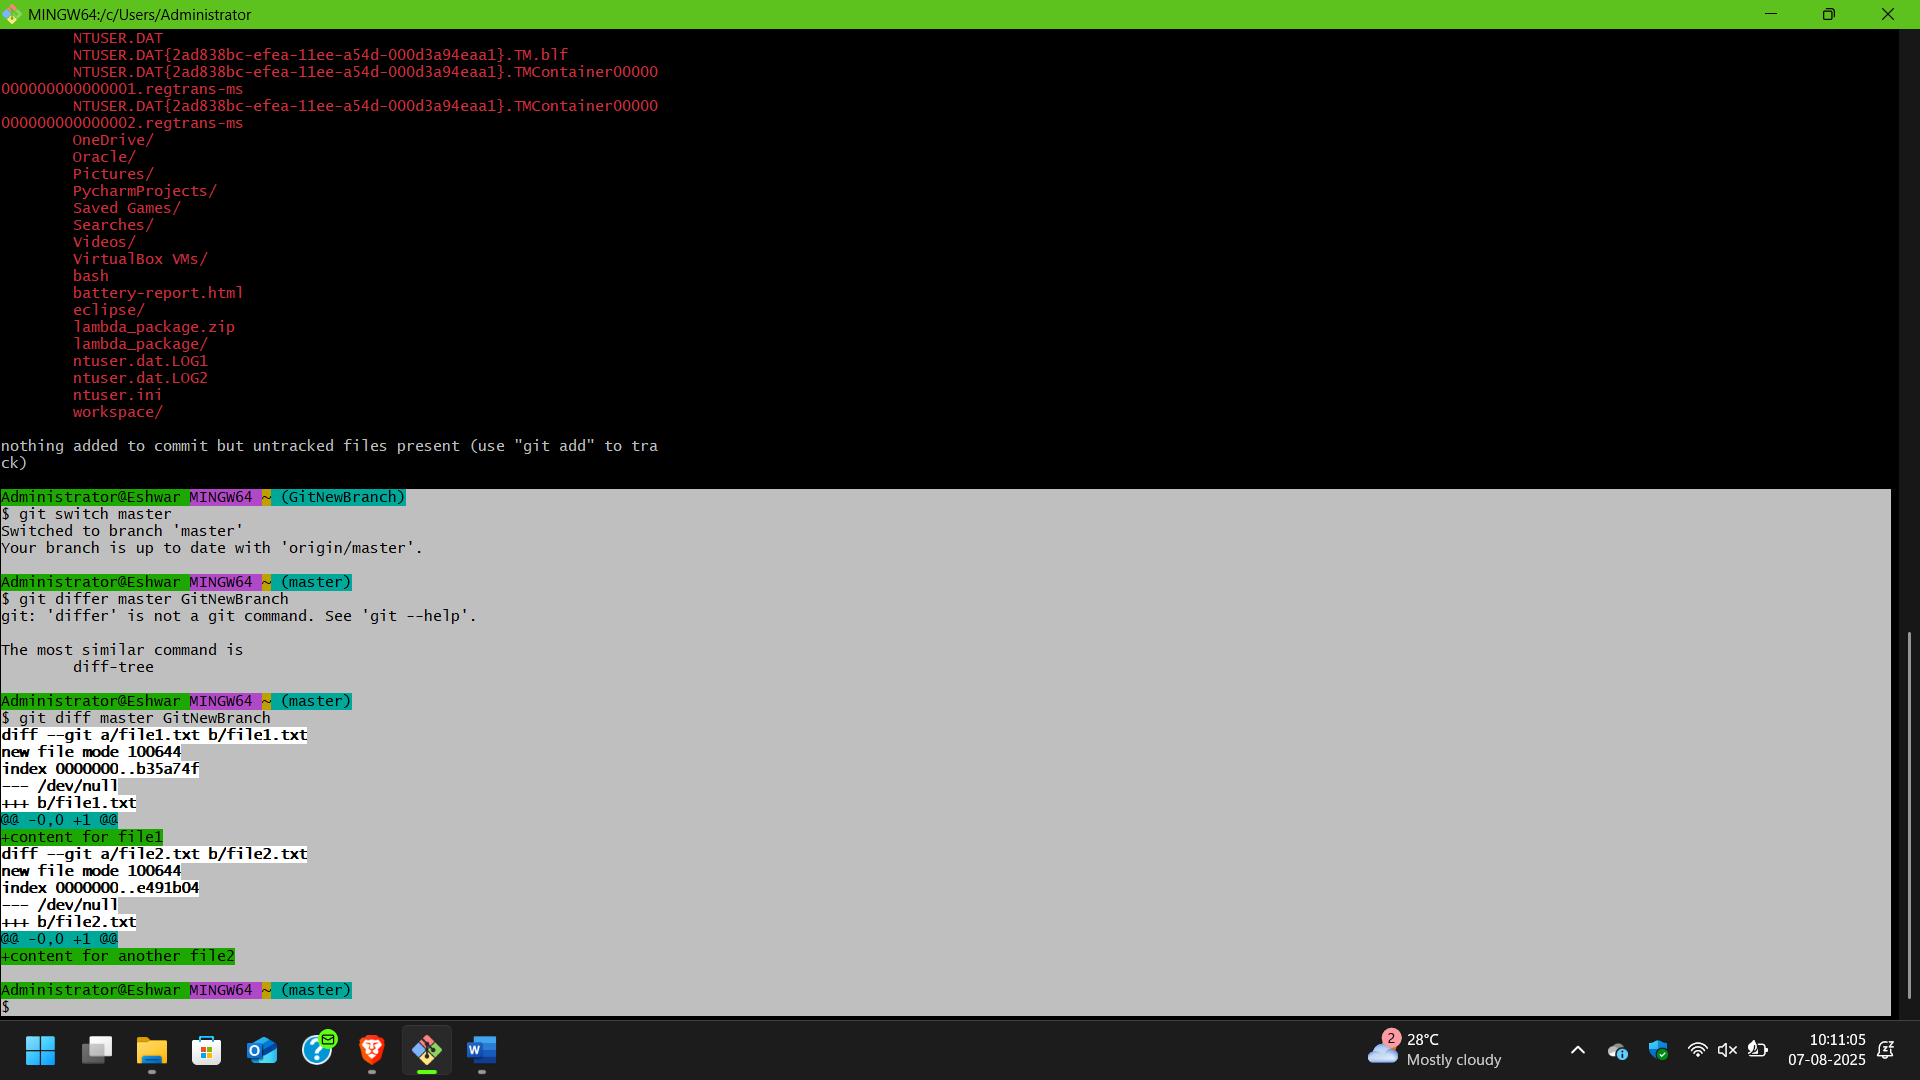 MINGW64:/c/Users/Administrator
NTUSER.DAT
NTUSER.DAT{2ad838bc-efea-11ee-a54d-000d3a94eaa1}.TM.blf
NTUSER.DAT{2ad838bc-efea-11ee-a54d-000d3a94eaa1}.TMContainer00000
000000000000001.regtrans-ms
NTUSER.DAT{2ad838bc-efea-11ee-a54d-000d3a94eaa1}.TMContainer00000
000000000000002.regtrans-ms
OneDrive/
Oracle/
Pictures/
PycharmProjects/
Saved Games/
Searches/
Videos/
VirtualBox VMs/
bash
battery-report.html
eclipse/
lambda_package.zip
lambda_package/
ntuser.dat.LOG1
ntuser.dat.LOG2
ntuser.ini
workspace/
nothing added to commit but untracked files present (use "git add" to tra
ck)
Administrator@Eshwar MINGW64 ~ (GitNewBranch)
$ git switch master
Switched to branch 'master'
Your branch is up to date with 'origin/master'.
Administrator@Eshwar MINGW64 ~ (master)
$ git differ master GitNewBranch
git: 'differ' is not a git command. See 'git --help'.
The most similar command is
diff-tree
Administrator@Eshwar MINGW64 ~ (master)
$ git diff master GitNewBranch
diff --git a/file1.txt b/file1.txt
new file mode 100644
index 0000000..b35a74f
--- /dev/null
+++ b/file1.txt
@@ -0,0 +1 @@
+content for file1
diff --git a/file2.txt b/file2.txt
new file mode 100644
index 0000000..e491b04
--- /dev/null
+++ b/file2.txt
@@ -0,0 +1 @@
+content for another file2
Administrator@Eshwar MINGW64 ~ (master)
$
2
28°C
Mostly cloudy
10:11:05
07-08-2025